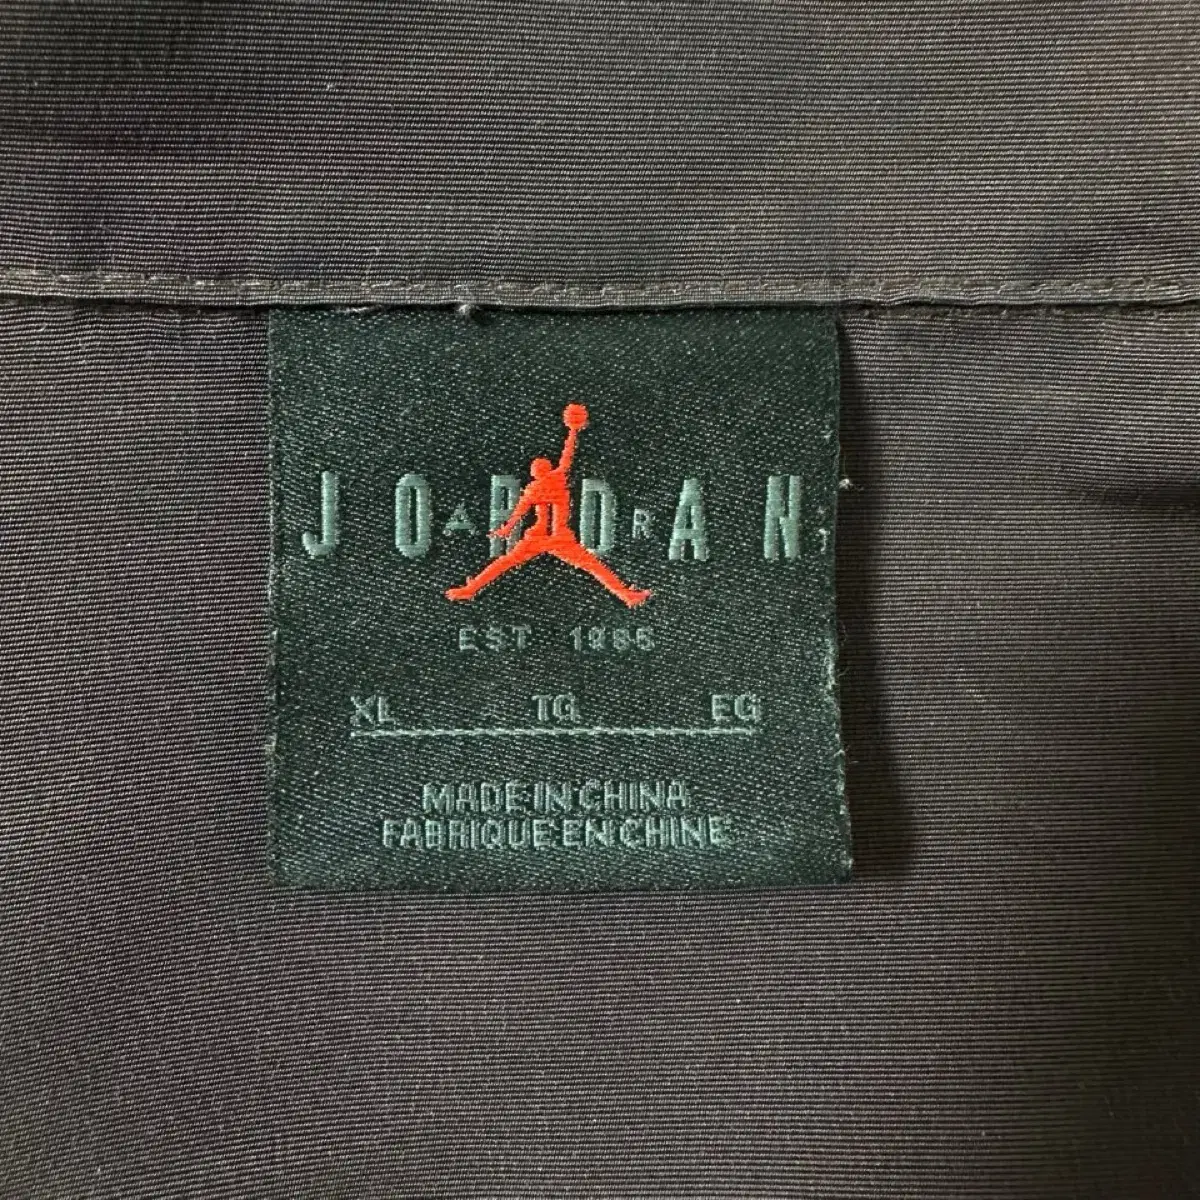 JORDAN
AIR
EST 1985
XL TG EG
MADE IN CHINA
FABRIQUE EN CHINE